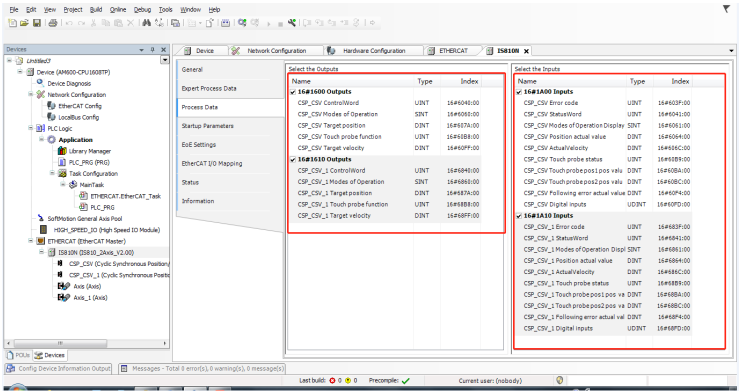 File Edit View Project Build Online Debug Tools Window Help
Devices
Device
Network Configuration
Hardware Configuration
ETHERCAT
IS810N
Untitled7
Device (AM600-CPU1608TP)
Device Diagnosis
Network Configuration
EtherCAT Config
LocalBus Config
PLC Logic
Application
Library Manager
PLC_PRG (PRG)
Task Configuration
MainTask
ETHERCAT.EtherCAT_Task
PLC_PRG
SoftMotion General Axis Pool
HIGH_SPEED_IO (High Speed IO Module)
ETHERCAT (EtherCAT Master)
IS810N (IS810_2Axis_V2.00)
CSP_CSV (Cyclic Synchronous Position/
CSP_CSV_1 (Cyclic Synchronous Positio
Axis (Axis)
Axis_1 (Axis)
POUs
Devices
General
Expert Process Data
Process Data
Startup Parameters
EoE Settings
EtherCAT I/O Mapping
Status
Information
Select the Outputs
Name Type Index
16#1600 Outputs
CSP_CSV ControlWord UINT 16#6040:00
CSP_CSV Modes of Operation SINT 16#6060:00
CSP_CSV Target position DINT 16#607A:00
CSP_CSV Touch probe function UINT 16#60B8:00
CSP_CSV Target velocity DINT 16#60FF:00
16#1610 Outputs
CSP_CSV_1 ControlWord UINT 16#6840:00
CSP_CSV_1 Modes of Operation SINT 16#6860:00
CSP_CSV_1 Target position DINT 16#687A:00
CSP_CSV_1 Touch probe function UINT 16#68B8:00
CSP_CSV_1 Target velocity DINT 16#68FF:00
Select the Inputs
Name Type Index
16#1A00 Inputs
CSP_CSV Error code UINT 16#603F:00
CSP_CSV StatusWord UINT 16#6041:00
CSP_CSV Modes of Operation Display SINT 16#6061:00
CSP_CSV Position actual value DINT 16#6064:00
CSP_CSV ActualVelocity DINT 16#606C:00
CSP_CSV Touch probe status UINT 16#60B9:00
CSP_CSV Touch probe pos1 pos valu DINT 16#60BA:00
CSP_CSV Touch probe pos2 pos valu DINT 16#60BC:00
CSP_CSV Following error actual value DINT 16#60F4:00
CSP_CSV Digital inputs UDINT 16#60FD:00
16#1A10 Inputs
CSP_CSV_1 Error code UINT 16#683F:00
CSP_CSV_1 StatusWord UINT 16#6841:00
CSP_CSV_1 Modes of Operation Displ SINT 16#6861:00
CSP_CSV_1 Position actual value DINT 16#6864:00
CSP_CSV_1 ActualVelocity DINT 16#686C:00
CSP_CSV_1 Touch probe status UINT 16#68B9:00
CSP_CSV_1 Touch probe pos1 pos va DINT 16#68BA:00
CSP_CSV_1 Touch probe pos2 pos va DINT 16#68BC:00
CSP_CSV_1 Following error actual val DINT 16#68F4:00
CSP_CSV_1 Digital inputs UDINT 16#68FD:00
Config Device:Information Output
Messages - Total 0 error(s), 0 warning(s), 0 message(s)
Last build: 0 0 Precompile: Current user: (nobody)